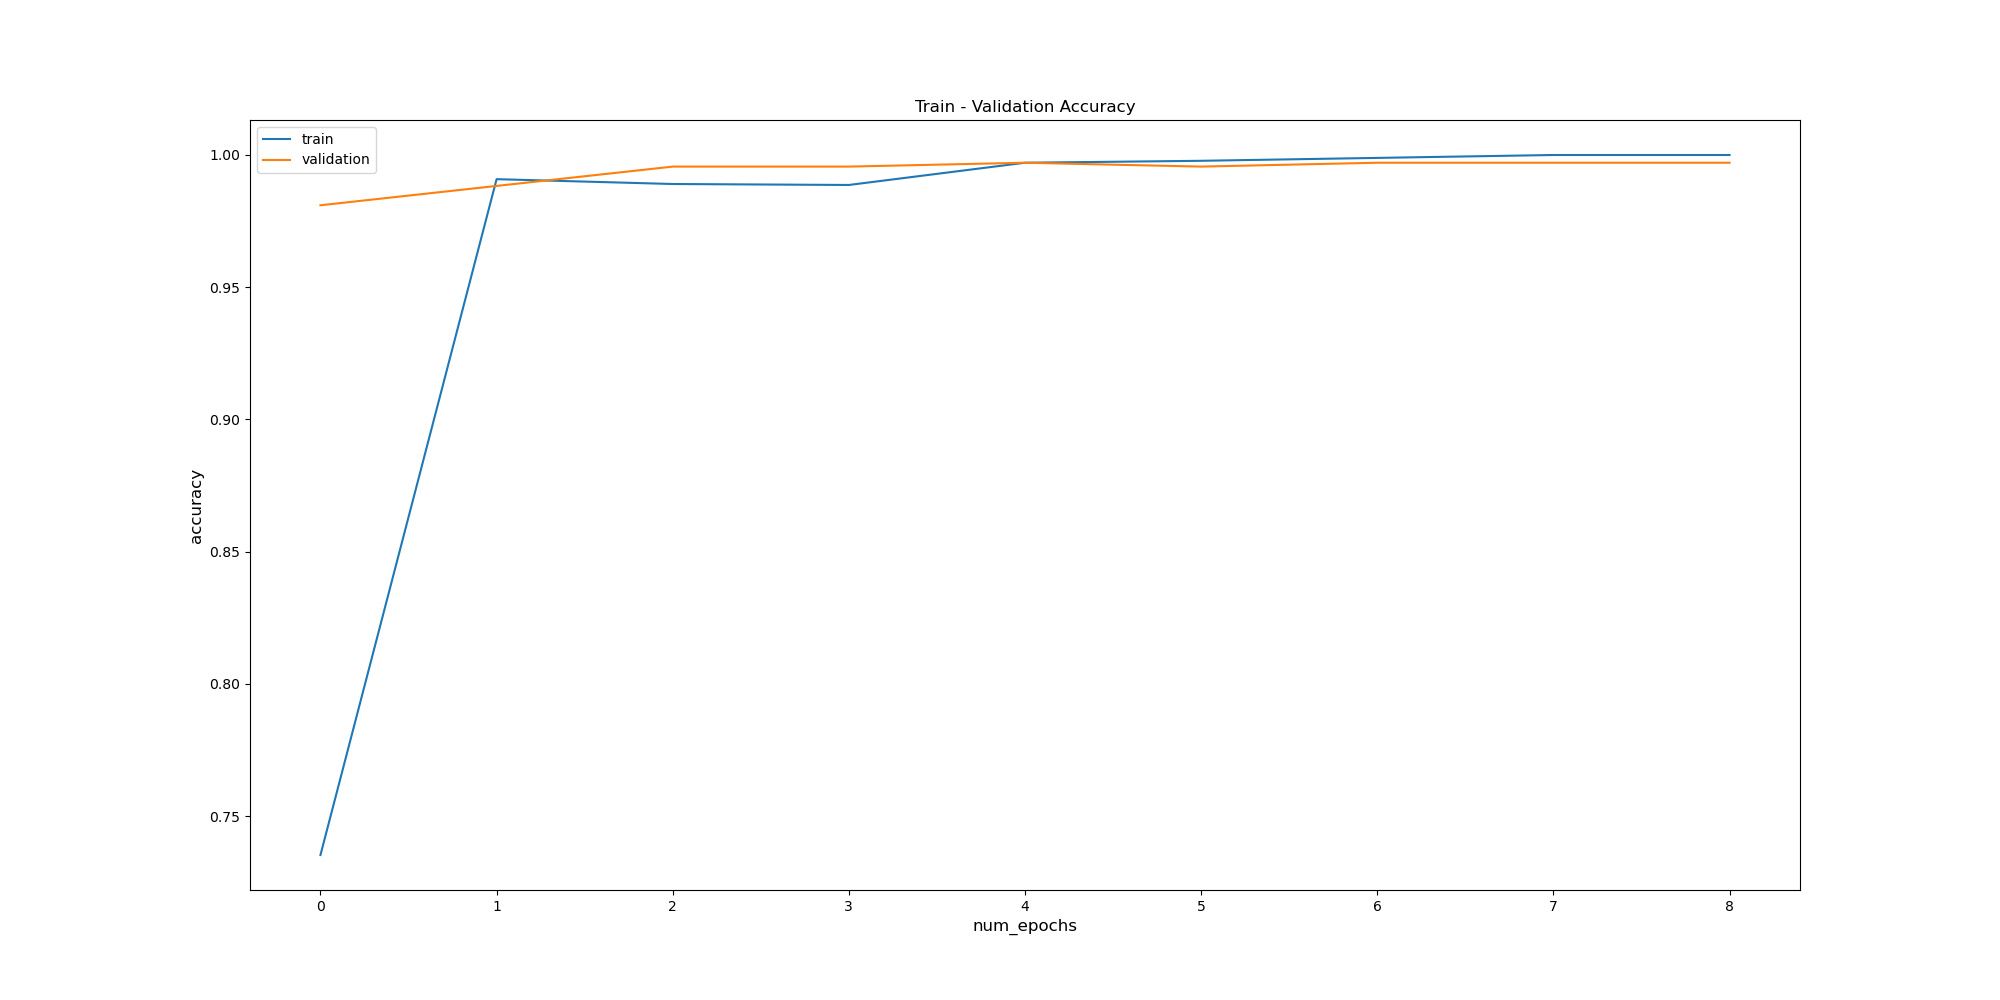 Train - Validation Accuracy
train
validation
1.00
0.95
0.90
0.85
0.80
0.75
accuracy
0 1 2 3 4 5 6 7 8
num_epochs